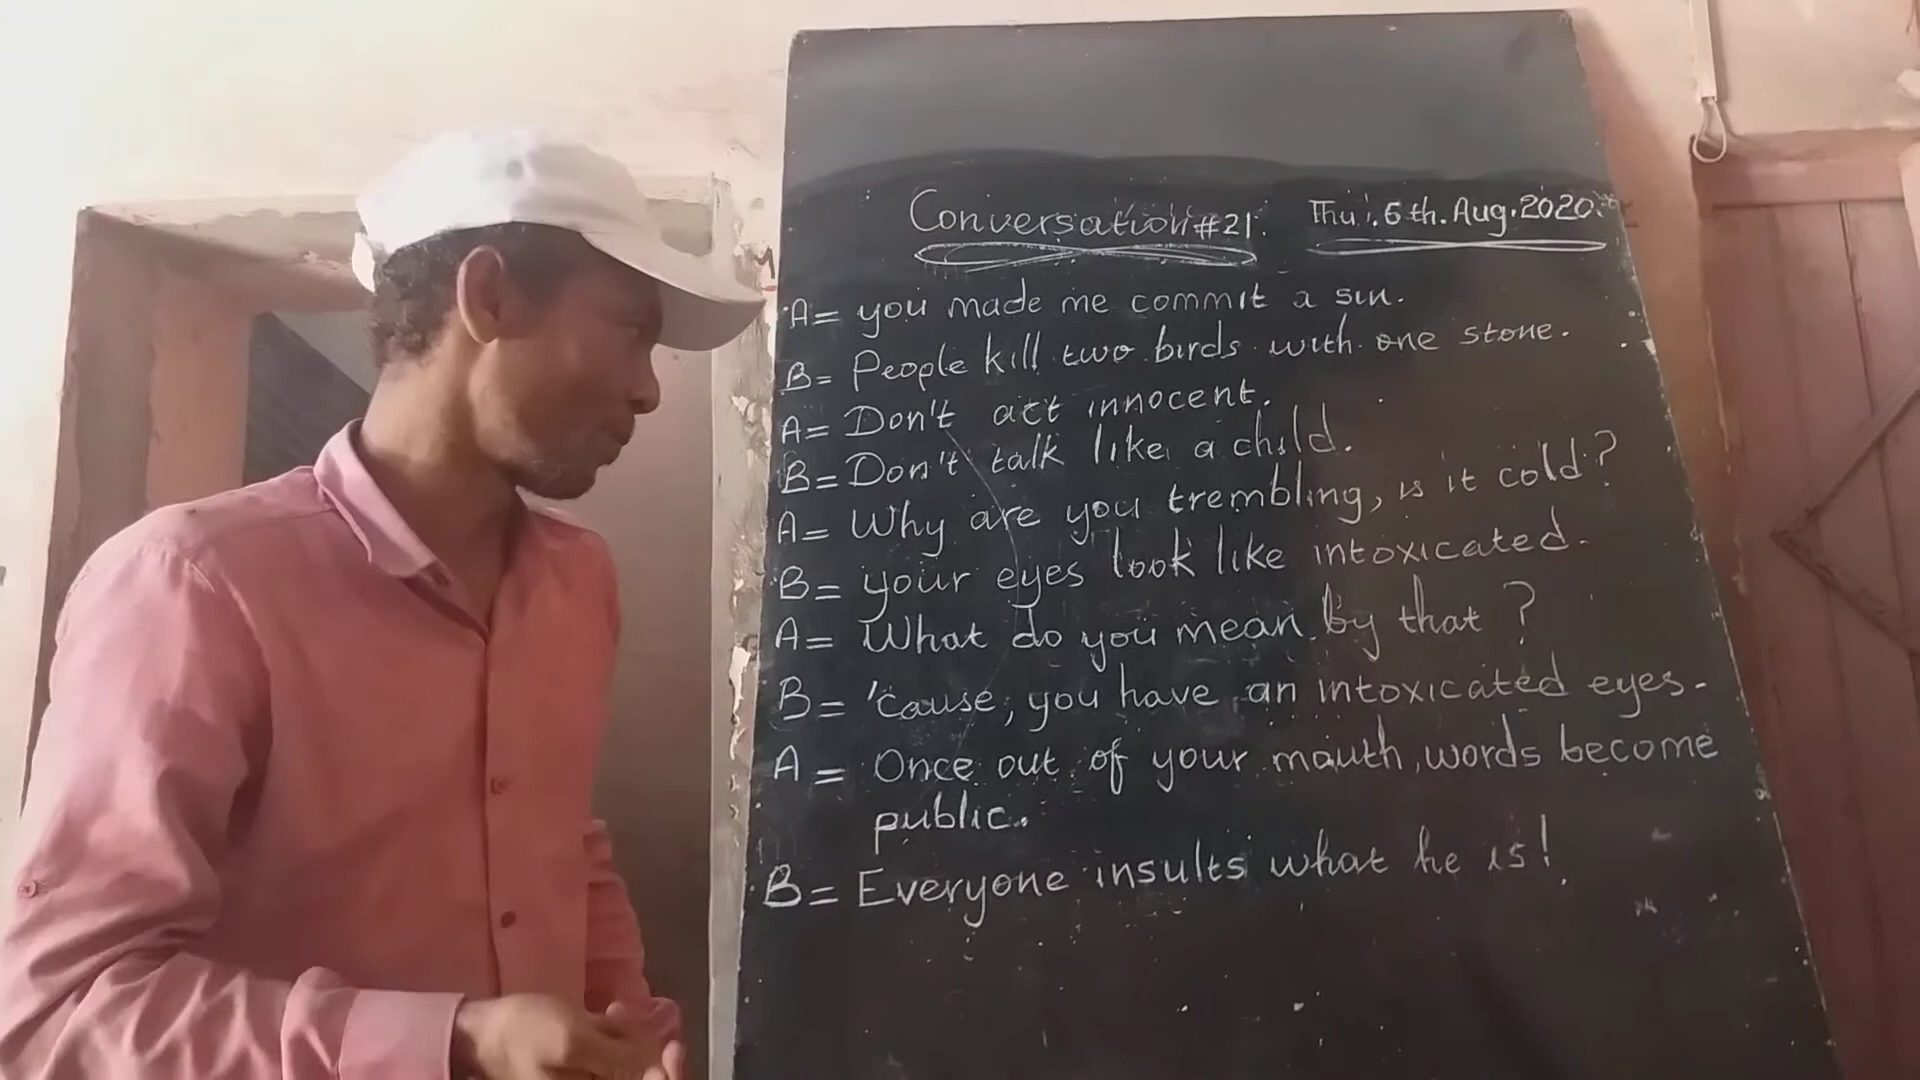 Conversation #21. Thu. 6th. Aug. 2020.
A= you made me commit a sin.
B= People kill two birds with one stone.
A= Don't act innocent.
B= Don't talk like a child.
A= Why are you trembling, is it cold?
B= your eyes look like intoxicated.
A= What do you mean by that?
B= 'cause, you have an intoxicated eyes.
A= Once out of your mouth, words become
public.
B= Everyone insults what he is!